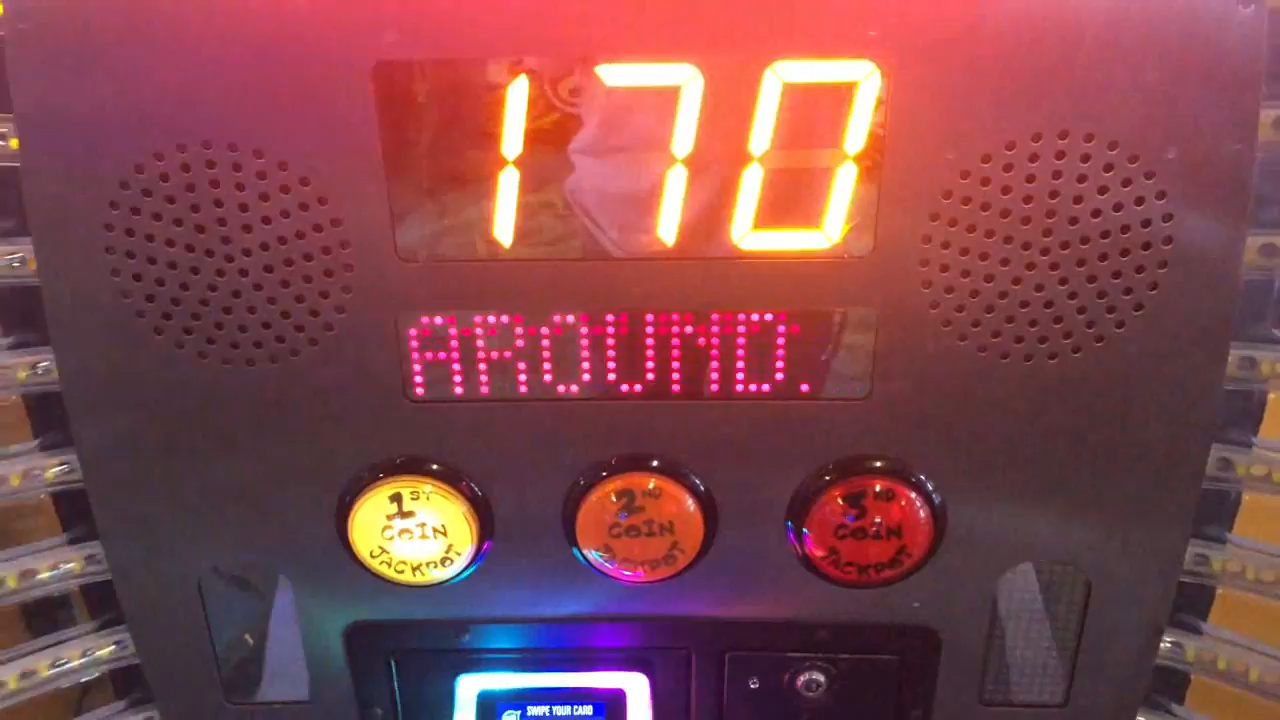 170
AROUND.
1ST COIN JACKPOT
2ND COIN JACKPOT
3RD COIN JACKPOT
SWIPE YOUR CARD